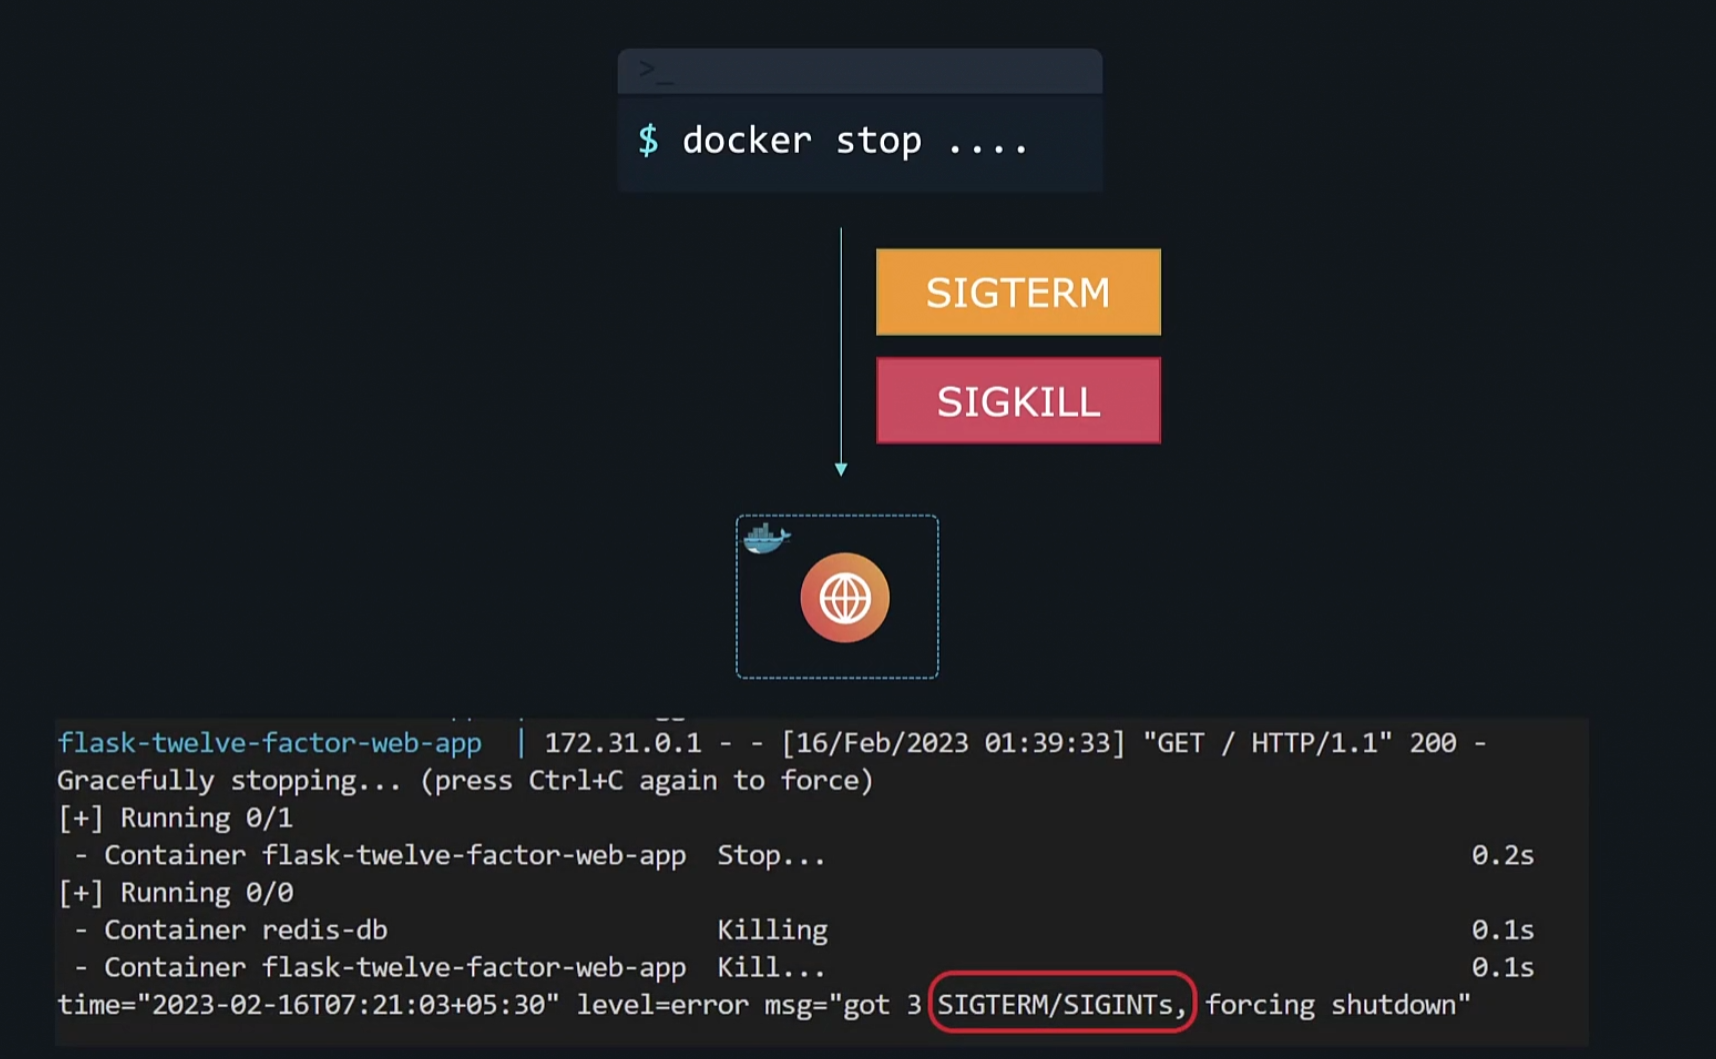 >_
$ docker stop ....
SIGTERM
SIGKILL
flask-twelve-factor-web-app | 172.31.0.1 - - [16/Feb/2023 01:39:33] "GET / HTTP/1.1" 200 -
Gracefully stopping... (press Ctrl+C again to force)
[+] Running 0/1
- Container flask-twelve-factor-web-app Stop... 0.2s
[+] Running 0/0
- Container redis-db Killing 0.1s
- Container flask-twelve-factor-web-app Kill... 0.1s
time="2023-02-16T07:21:03+05:30" level=error msg="got 3 SIGTERM/SIGINTs, forcing shutdown"